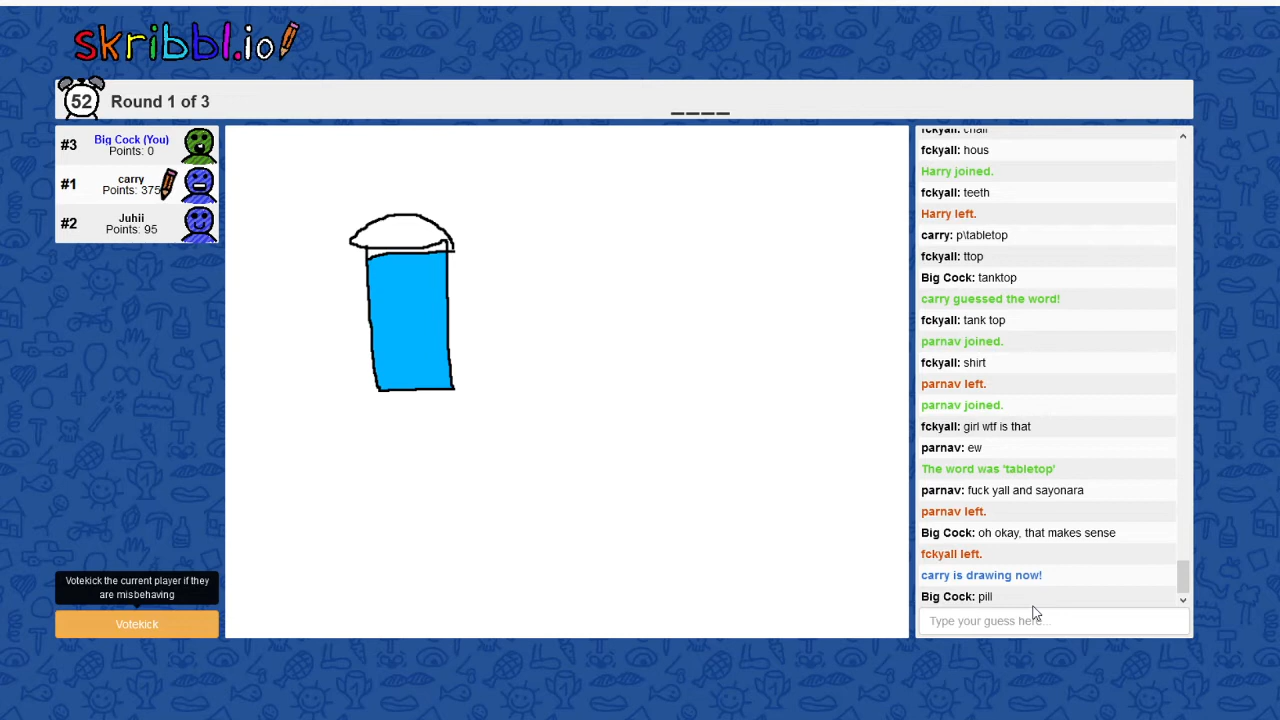 skribbl.io
52
Round 1 of 3
_ _ _ _
#3
Big Cock (You)
Points: 0
#1
carry
Points: 375
#2
Juhii
Points: 95
Votekick the current player if they
are misbehaving
Votekick
fckyall: chair
fckyall: hous
Harry joined.
fckyall: teeth
Harry left.
carry: p\tabletop
fckyall: ttop
Big Cock: tanktop
carry guessed the word!
fckyall: tank top
parnav joined.
fckyall: shirt
parnav left.
parnav joined.
fckyall: girl wtf is that
parnav: ew
The word was 'tabletop'
parnav: fuck yall and sayonara
parnav left.
Big Cock: oh okay, that makes sense
fckyall left.
carry is drawing now!
Big Cock: pill
Type your guess here...